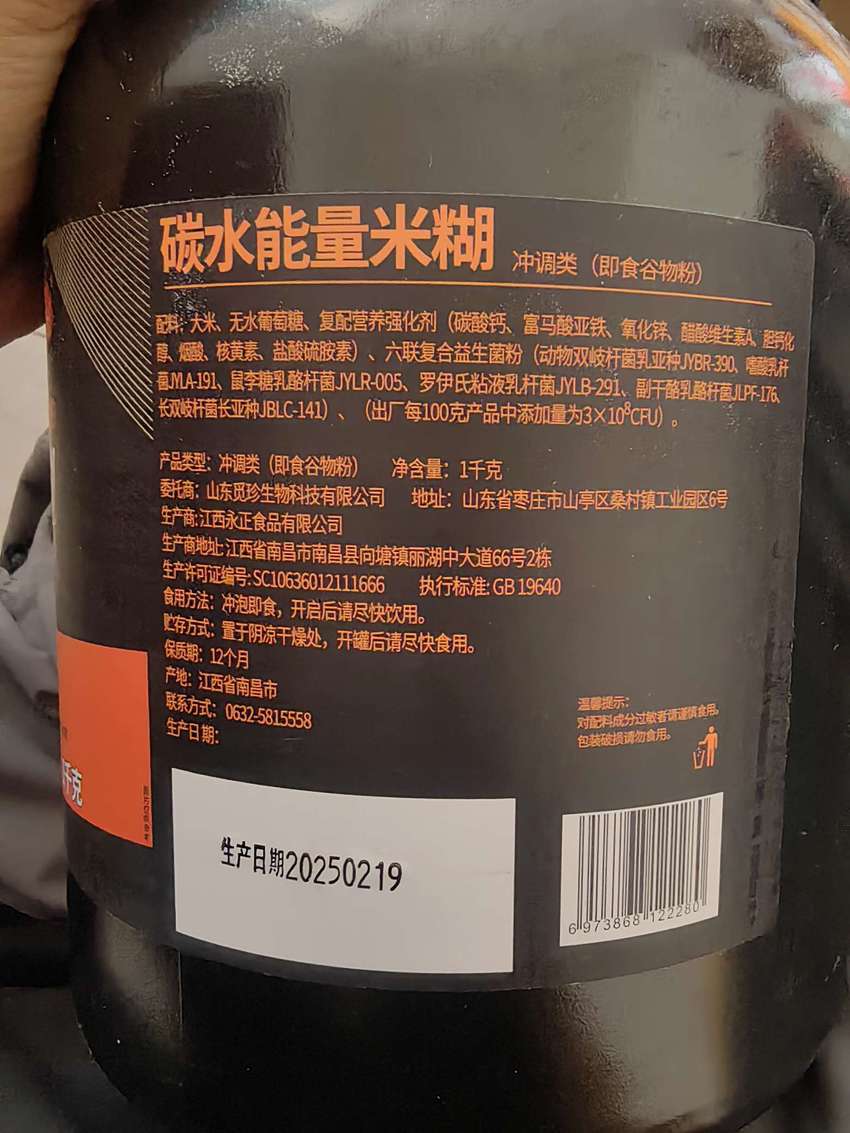 碳水能量米糊 冲调类（即食谷物粉）
配料：大米、无水葡萄糖、复配营养强化剂（碳酸钙、富马酸亚铁、氧化锌、醋酸维生素A、胆钙化
醇、烟酸、核黄素、盐酸硫胺素）、六联复合益生菌粉（动物双岐杆菌乳亚种JYBR-390、嗜酸乳杆
菌JYLA-191、鼠李糖乳酪杆菌JYLR-005、罗伊氏粘液乳杆菌JYLB-291、副干酪乳酪杆菌JLPF-176、
长双岐杆菌长亚种JBLC-141）、（出厂每100克产品中添加量为3×10⁸CFU）。
产品类型：冲调类（即食谷物粉） 净含量：1千克
委托商：山东觅珍生物科技有限公司 地址：山东省枣庄市山亭区桑村镇工业园区6号
生产商：江西永正食品有限公司
生产商地址：江西省南昌市南昌县向塘镇丽湖中大道66号2栋
生产许可证编号：SC10636012111666 执行标准：GB 19640
食用方法：冲泡即食，开启后请尽快饮用。
贮存方式：置于阴凉干燥处，开罐后请尽快食用。
保质期：12个月
产地：江西省南昌市
联系方式：0632-5815558
生产日期：
温馨提示：
对配料成分过敏者请谨慎食用。
包装破损请勿食用。
千克
图片仅供参考
生产日期20250219
6 973868 122280